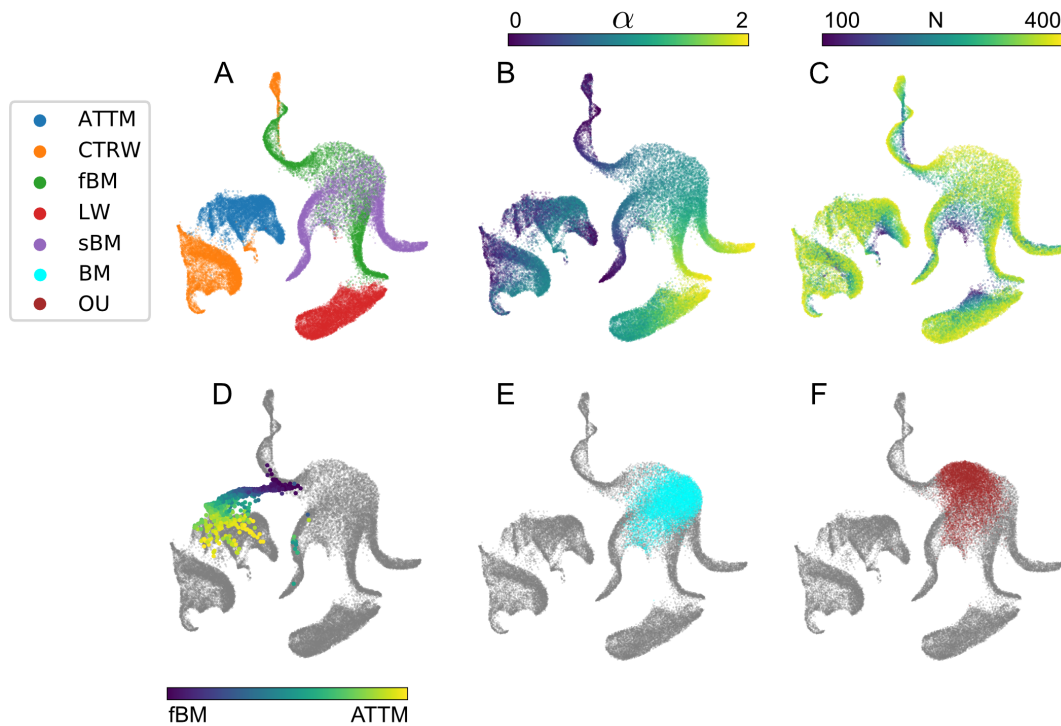 0 α 2
100 N 400
A
B
C
ATTM
CTRW
fBM
LW
sBM
BM
OU
D
E
F
fBM ATTM